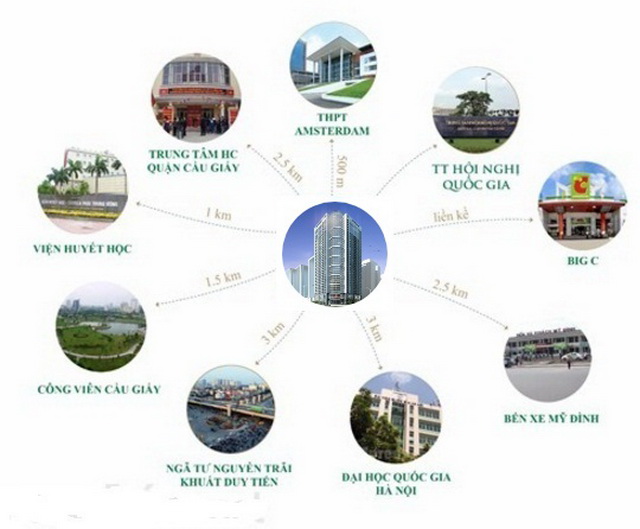 THPT
AMSTERDAM
TRUNG TÂM HC
QUẬN CẦU GIẤY
2.5 km
500 m
TT HỘI NGHỊ
QUỐC GIA
VIỆN HUYẾT HỌC
1 km
liền kề
BIG C
1.5 km
2.5 km
CÔNG VIÊN CẦU GIẤY
3 km
3 km
BẾN XE MỸ ĐÌNH
NGÃ TƯ NGUYỄN TRÃI
KHUẤT DUY TIẾN
ĐẠI HỌC QUỐC GIA
HÀ NỘI